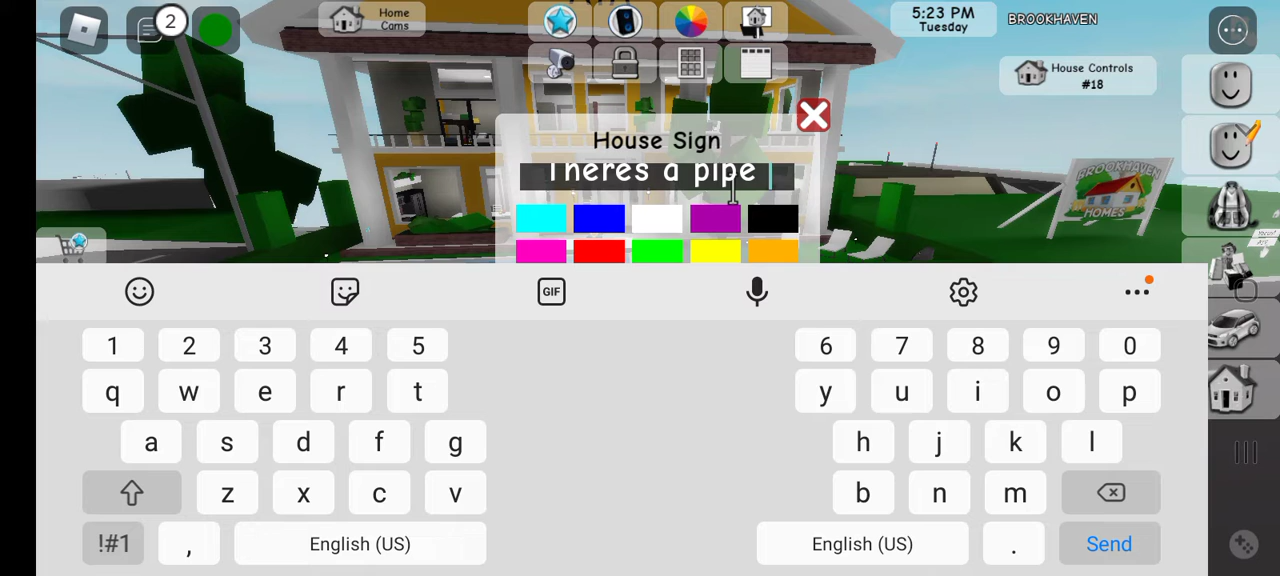 2
Home
Cams
5:23 PM
Tuesday
BROOKHAVEN
House Controls
#18
House Sign
Theres a pipe
BROOKHAVEN
HOMES
GIF
1 2 3 4 5 6 7 8 9 0
q w e r t y u i o p
a s d f g h j k l
z x c v b n m
!#1 , English (US) English (US) . Send